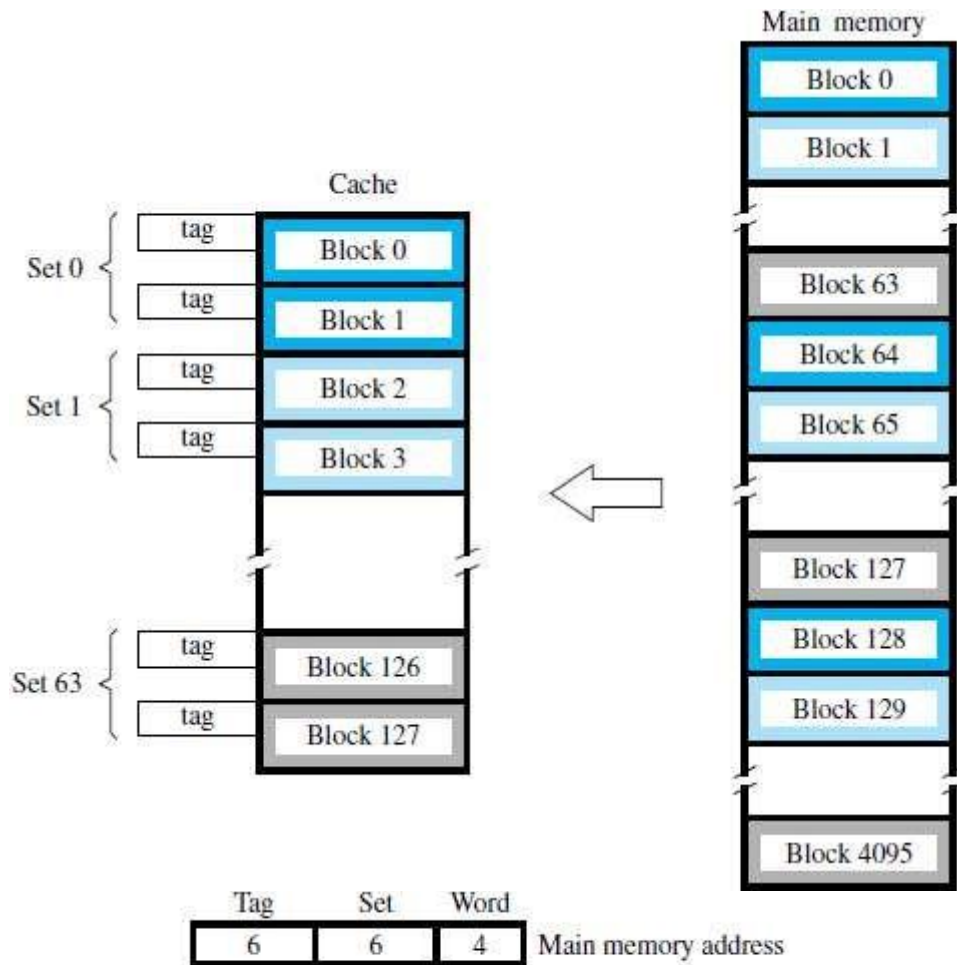 Main memory
Block 0
Block 1
Block 63
Block 64
Block 65
Block 127
Block 128
Block 129
Block 4095
Cache
Set 0
tag
Block 0
tag
Block 1
Set 1
tag
Block 2
tag
Block 3
Set 63
tag
Block 126
tag
Block 127
Tag Set Word
6 6 4 Main memory address